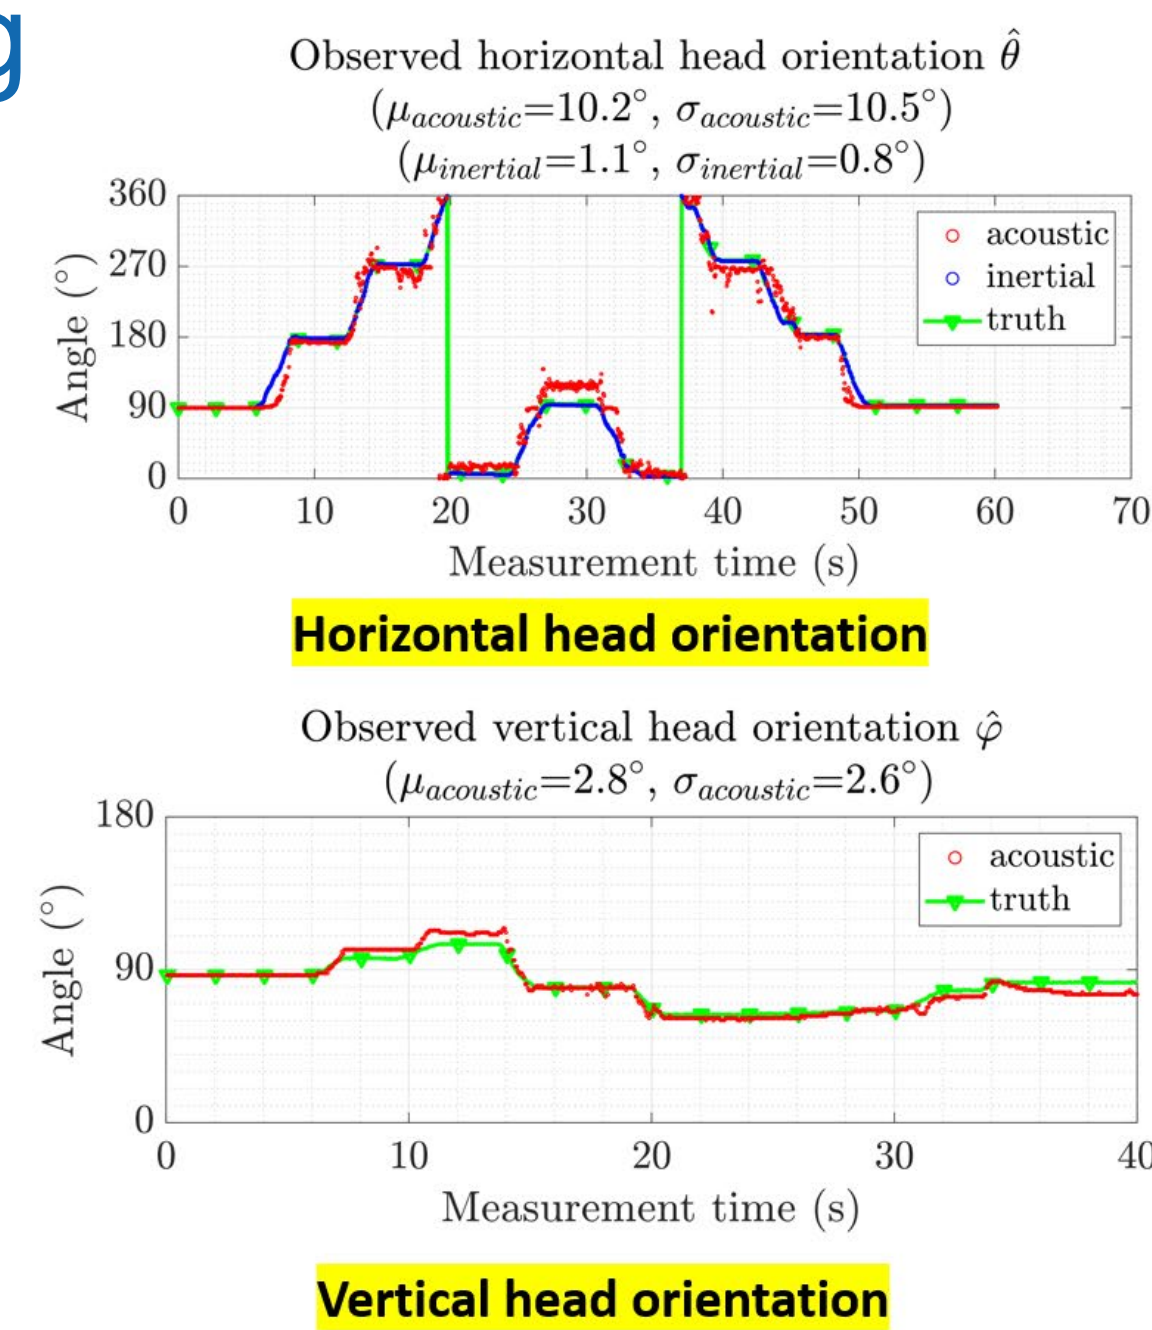 g
Observed horizontal head orientation θ̂
(μacoustic=10.2°, σacoustic=10.5°)
(μinertial=1.1°, σinertial=0.8°)
360
270
180
90
0
Angle (°)
acoustic
inertial
truth
0 10 20 30 40 50 60 70
Measurement time (s)
Horizontal head orientation
Observed vertical head orientation φ̂
(μacoustic=2.8°, σacoustic=2.6°)
180
90
0
Angle (°)
acoustic
truth
0 10 20 30 40
Measurement time (s)
Vertical head orientation